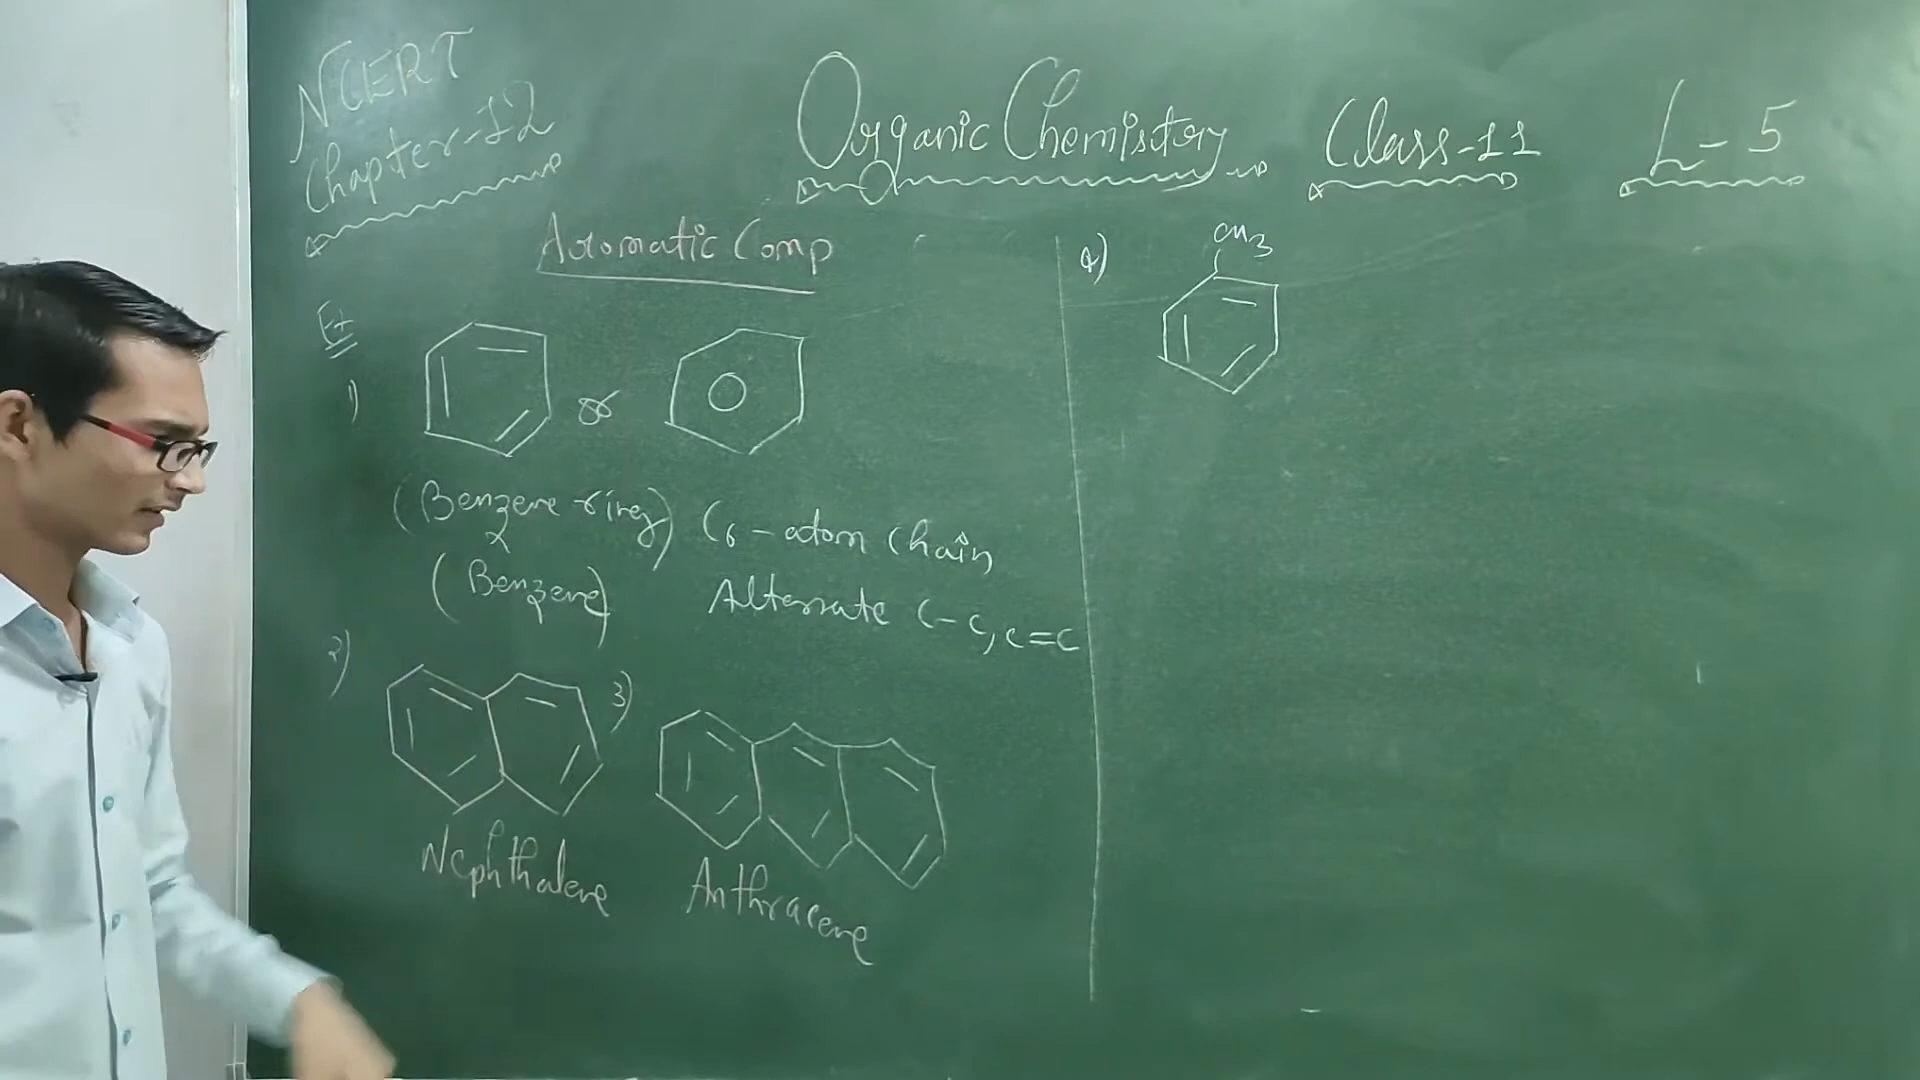 NCERT
Chapter-12
Organic Chemistry Class-11 L-5
Aromatic Comp
Ex
1)
or
(Benzene ring) C6-atom chain
(Benzene) Alternate C-C, C=C
2)
3)
Nephthalene
Anthracene
4)
CH3